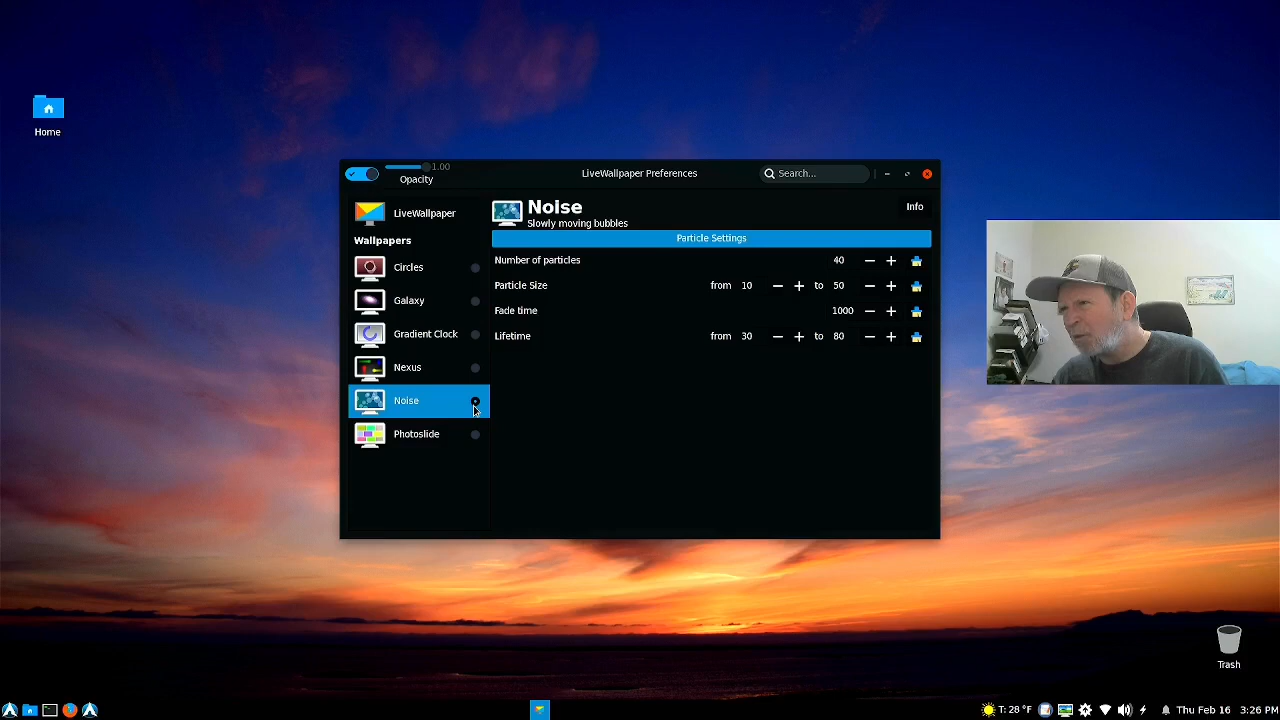 Home
1.00
Opacity
LiveWallpaper Preferences
Search...
LiveWallpaper
Wallpapers
Circles
Galaxy
Gradient Clock
Nexus
Noise
Photoslide
Noise
Slowly moving bubbles
Info
Particle Settings
Number of particles 40
Particle Size from 10 to 50
Fade time 1000
Lifetime from 30 to 80
Trash
T: 28 °F Thu Feb 16 3:26 PM